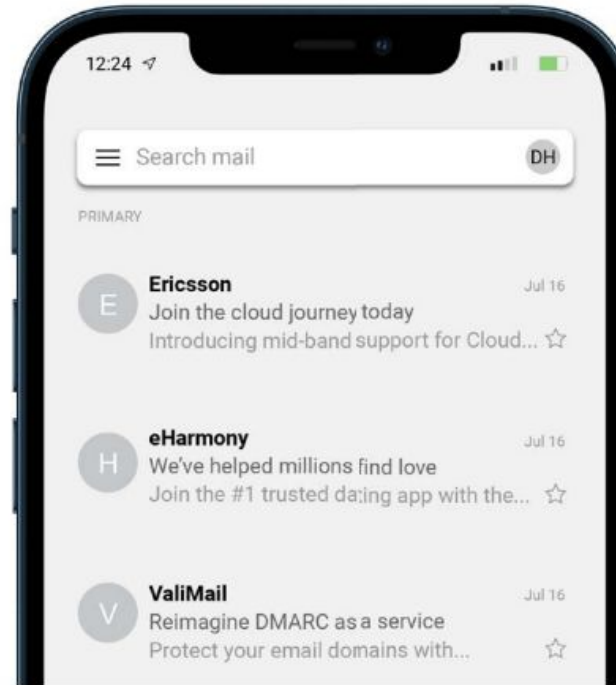 12:24
Search mail
DH
PRIMARY
E
Ericsson
Jul 16
Join the cloud journey today
Introducing mid-band support for Cloud...
H
eHarmony
Jul 16
We've helped millions find love
Join the #1 trusted dating app with the...
V
ValiMail
Jul 16
Reimagine DMARC as a service
Protect your email domains with...